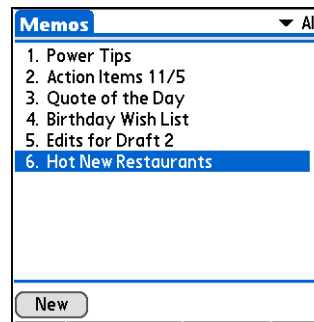 Memos
1. Power Tips
2. Action Items 11/5
3. Quote of the Day
4. Birthday Wish List
5. Edits for Draft 2
6. Hot New Restaurants
New